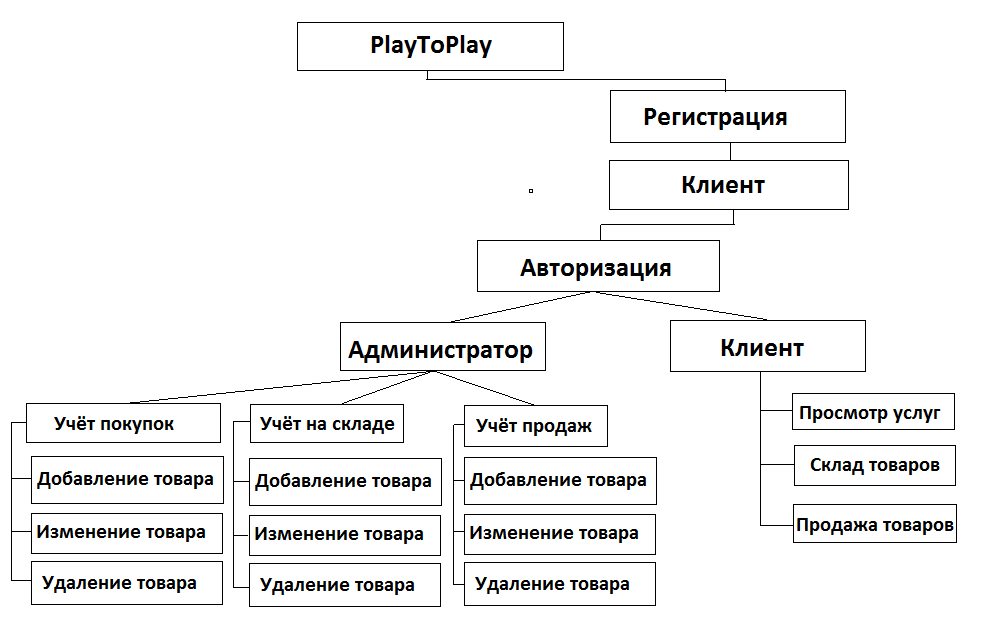 PlayToPlay
Регистрация
Клиент
Авторизация
Администратор
Клиент
Учёт покупок
Добавление товара
Изменение товара
Удаление товара
Учёт на складе
Добавление товара
Изменение товара
Удаление товара
Учёт продаж
Добавление товара
Изменение товара
Удаление товара
Просмотр услуг
Склад товаров
Продажа товаров